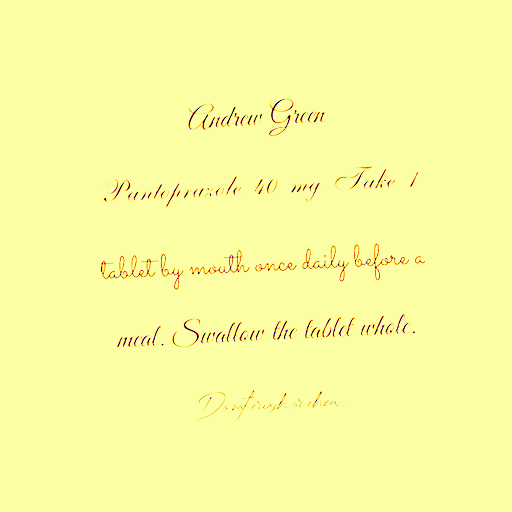 Andrew Green
Pantoprazole 40 mg Take 1
tablet by mouth once daily before a
meal. Swallow the tablet whole.
Do not crush or chew.